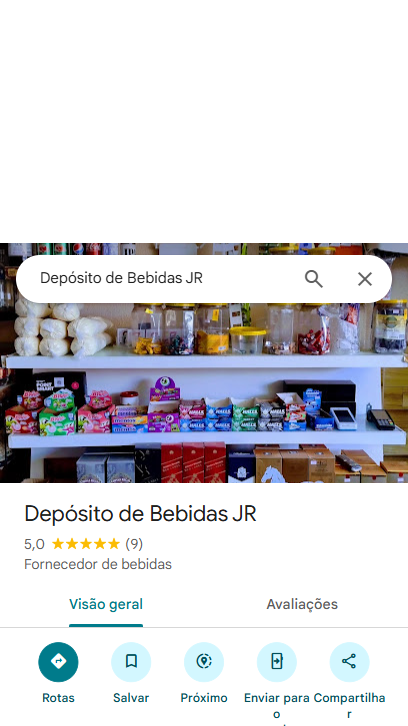 Depósito de Bebidas JR
Depósito de Bebidas JR
5,0 ★★★★★ (9)
Fornecedor de bebidas
Visão geral
Avaliações
Rotas
Salvar
Próximo
Enviar para
o
Compartilha
r